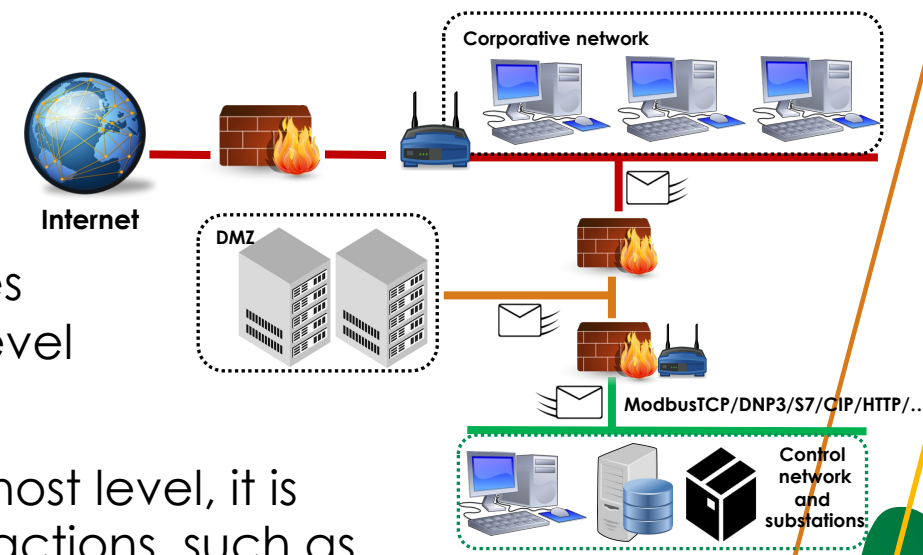 Corporative network
Internet
DMZ
es
evel
ModbusTCP/DNP3/S7/CIP/HTTP/...
Control
network
and
substations
nost level, it is
actions, such as